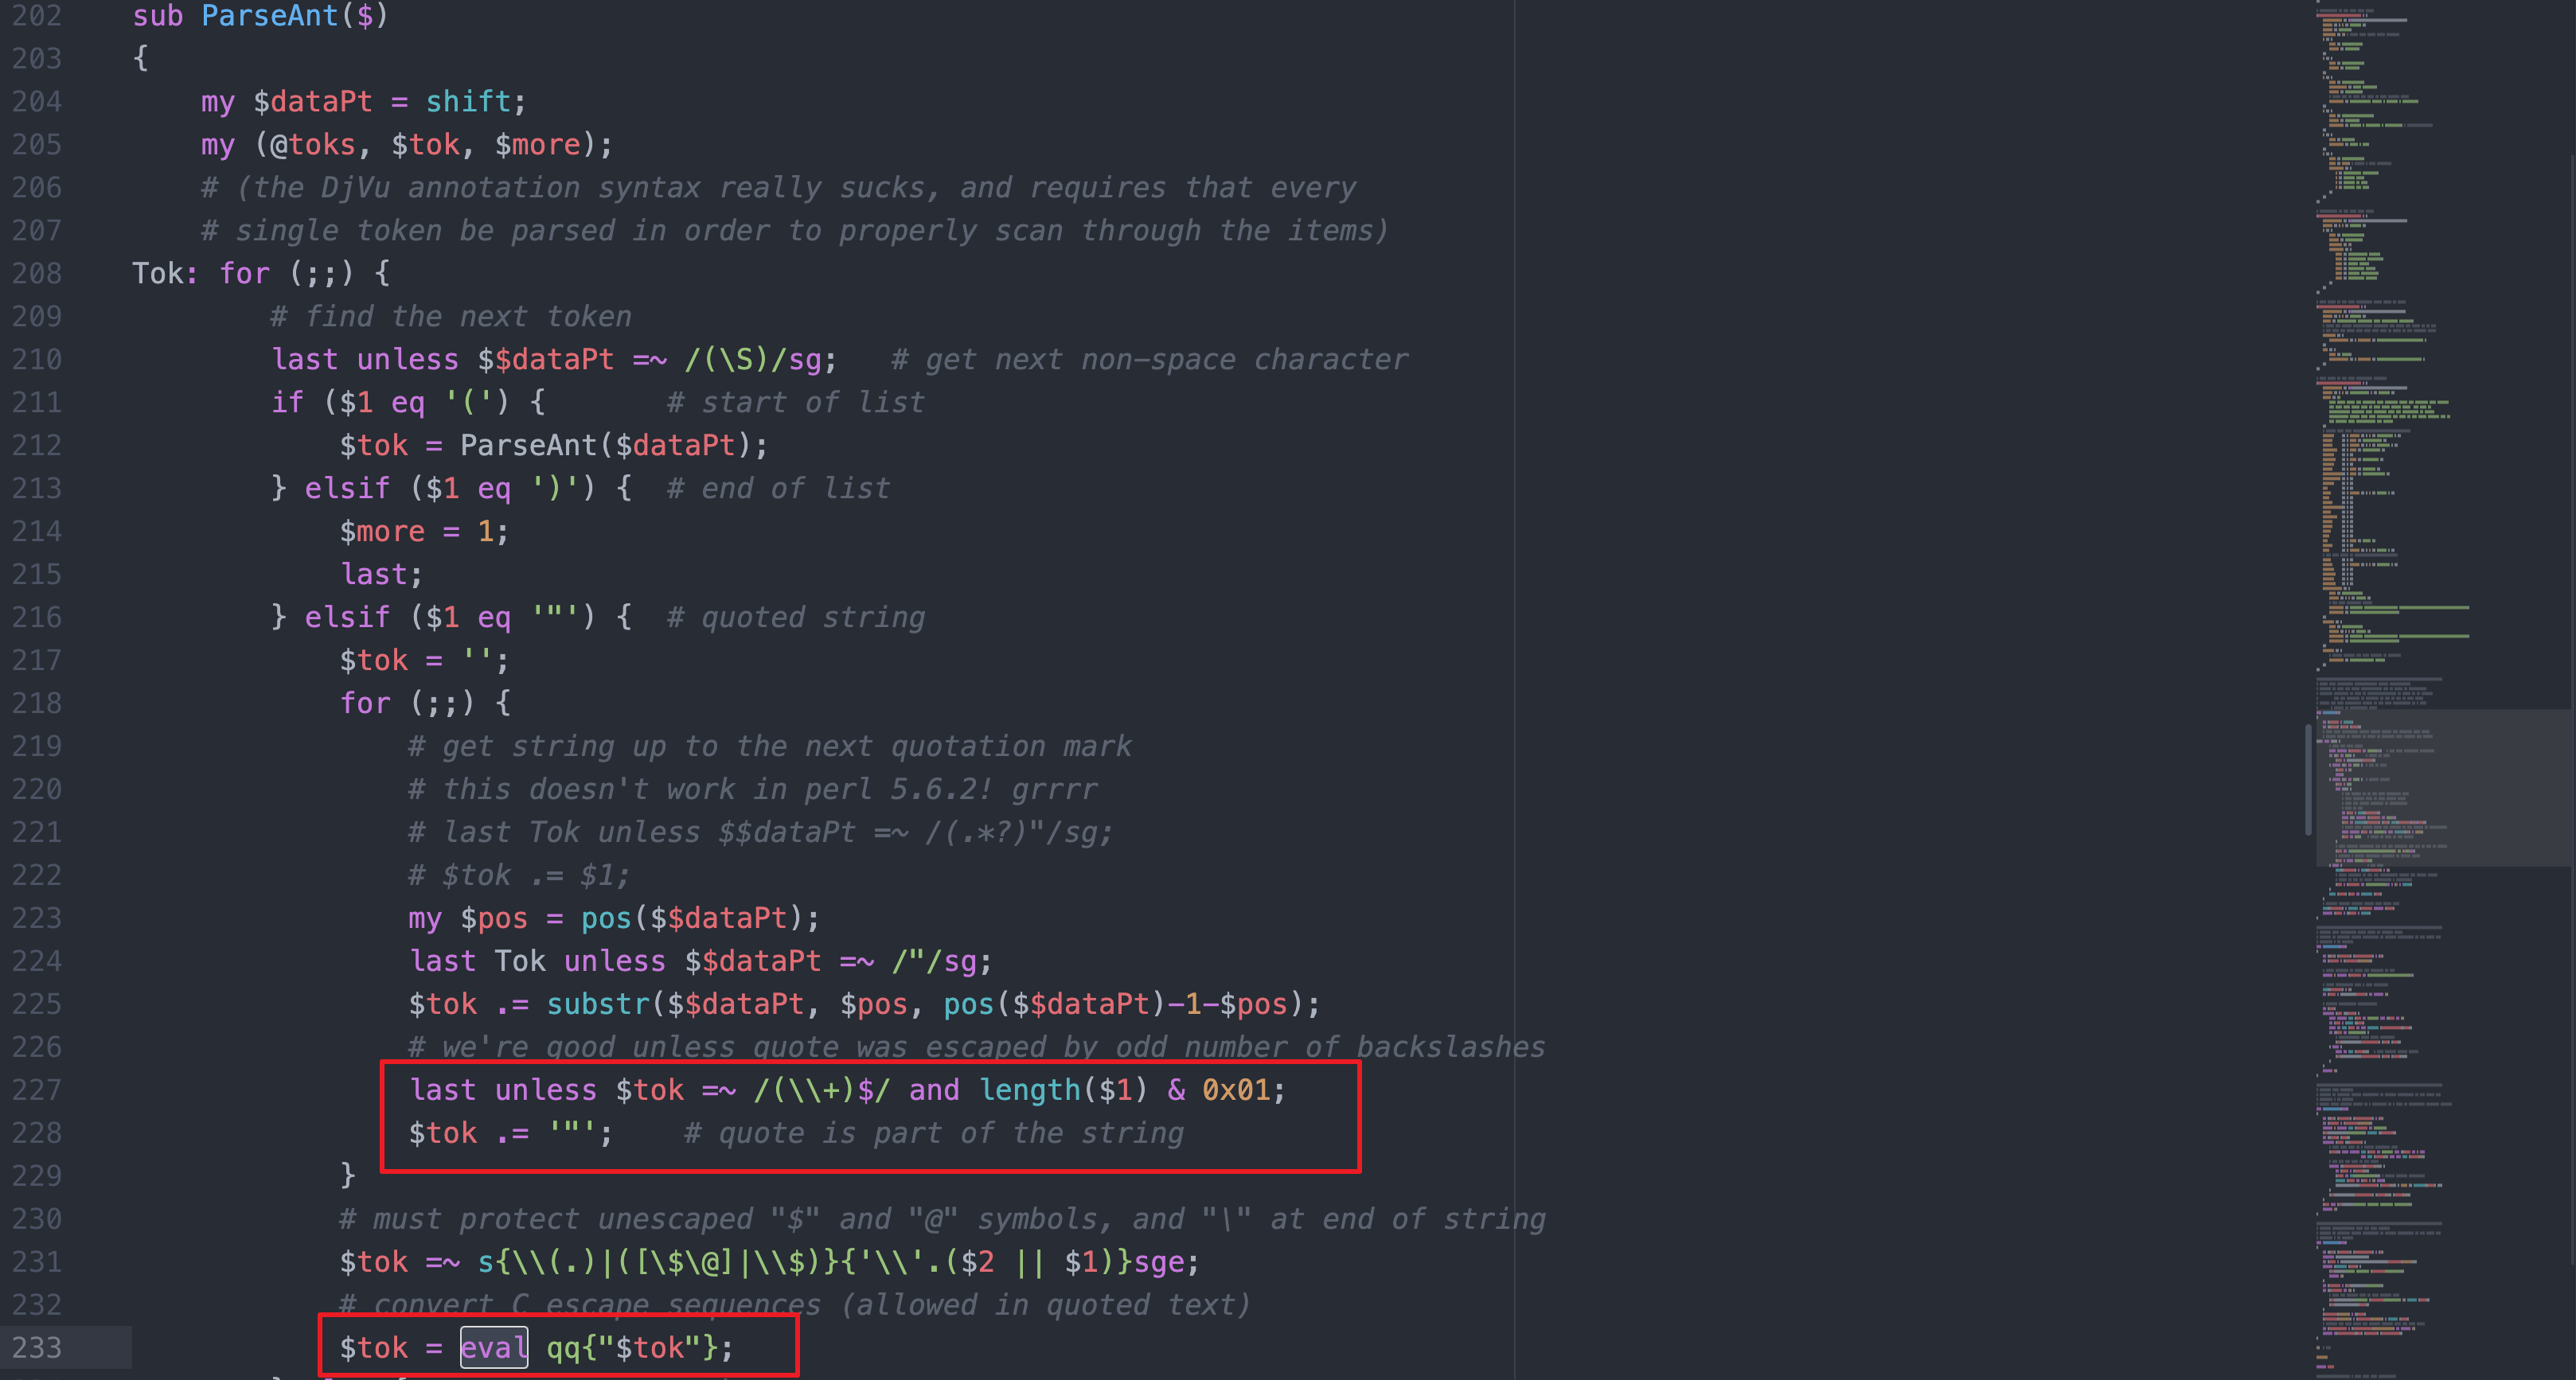 202 sub ParseAnt($)
203 {
204 my $dataPt = shift;
205 my (@toks, $tok, $more);
206 # (the DjVu annotation syntax really sucks, and requires that every
207 # single token be parsed in order to properly scan through the items)
208 Tok: for (;;) {
209 # find the next token
210 last unless $$dataPt =~ /(\S)/sg; # get next non-space character
211 if ($1 eq '(') { # start of list
212 $tok = ParseAnt($dataPt);
213 } elsif ($1 eq ')') { # end of list
214 $more = 1;
215 last;
216 } elsif ($1 eq '"') { # quoted string
217 $tok = '';
218 for (;;) {
219 # get string up to the next quotation mark
220 # this doesn't work in perl 5.6.2! grrrr
221 # last Tok unless $$dataPt =~ /(.*?)"/sg;
222 # $tok .= $1;
223 my $pos = pos($$dataPt);
224 last Tok unless $$dataPt =~ /"/sg;
225 $tok .= substr($$dataPt, $pos, pos($$dataPt)-1-$pos);
226 # we're good unless quote was escaped by odd number of backslashes
227 last unless $tok =~ /(\\+)$/ and length($1) & 0x01;
228 $tok .= '"'; # quote is part of the string
229 }
230 # must protect unescaped "$" and "@" symbols, and "\" at end of string
231 $tok =~ s{\\(.)|([\$\@]|\\$)}{'\\'.($2 || $1)}sge;
232 # convert C escape sequences (allowed in quoted text)
233 $tok = eval qq{"$tok"};